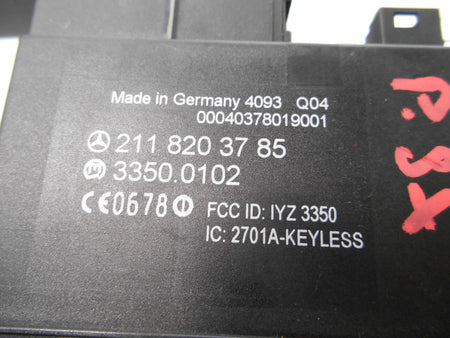 Made in Germany 4093 Q04
00040378019001
211 820 37 85
3350.0102
CE0678
FCC ID: IYZ 3350
IC: 2701A-KEYLESS